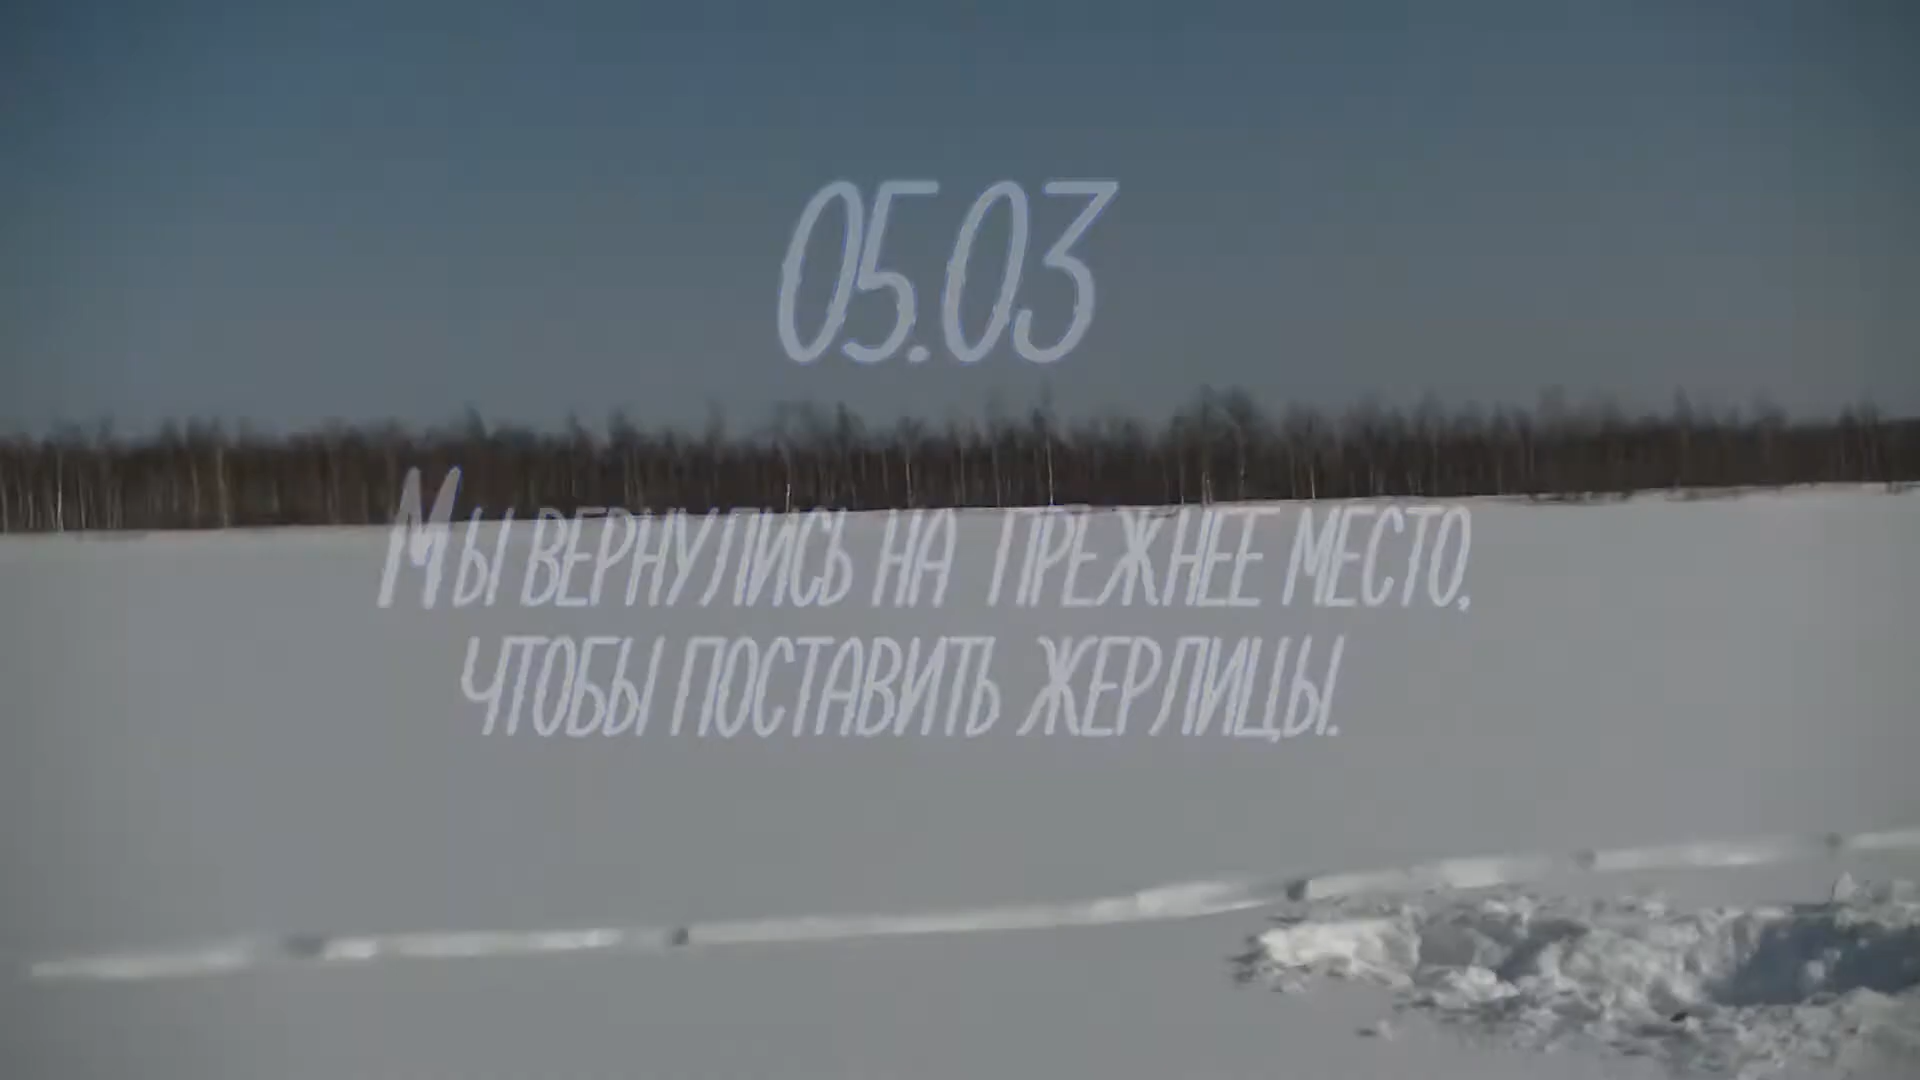 05.03
Мы вернулись на прежнее место,
чтобы поставить жерлицы.